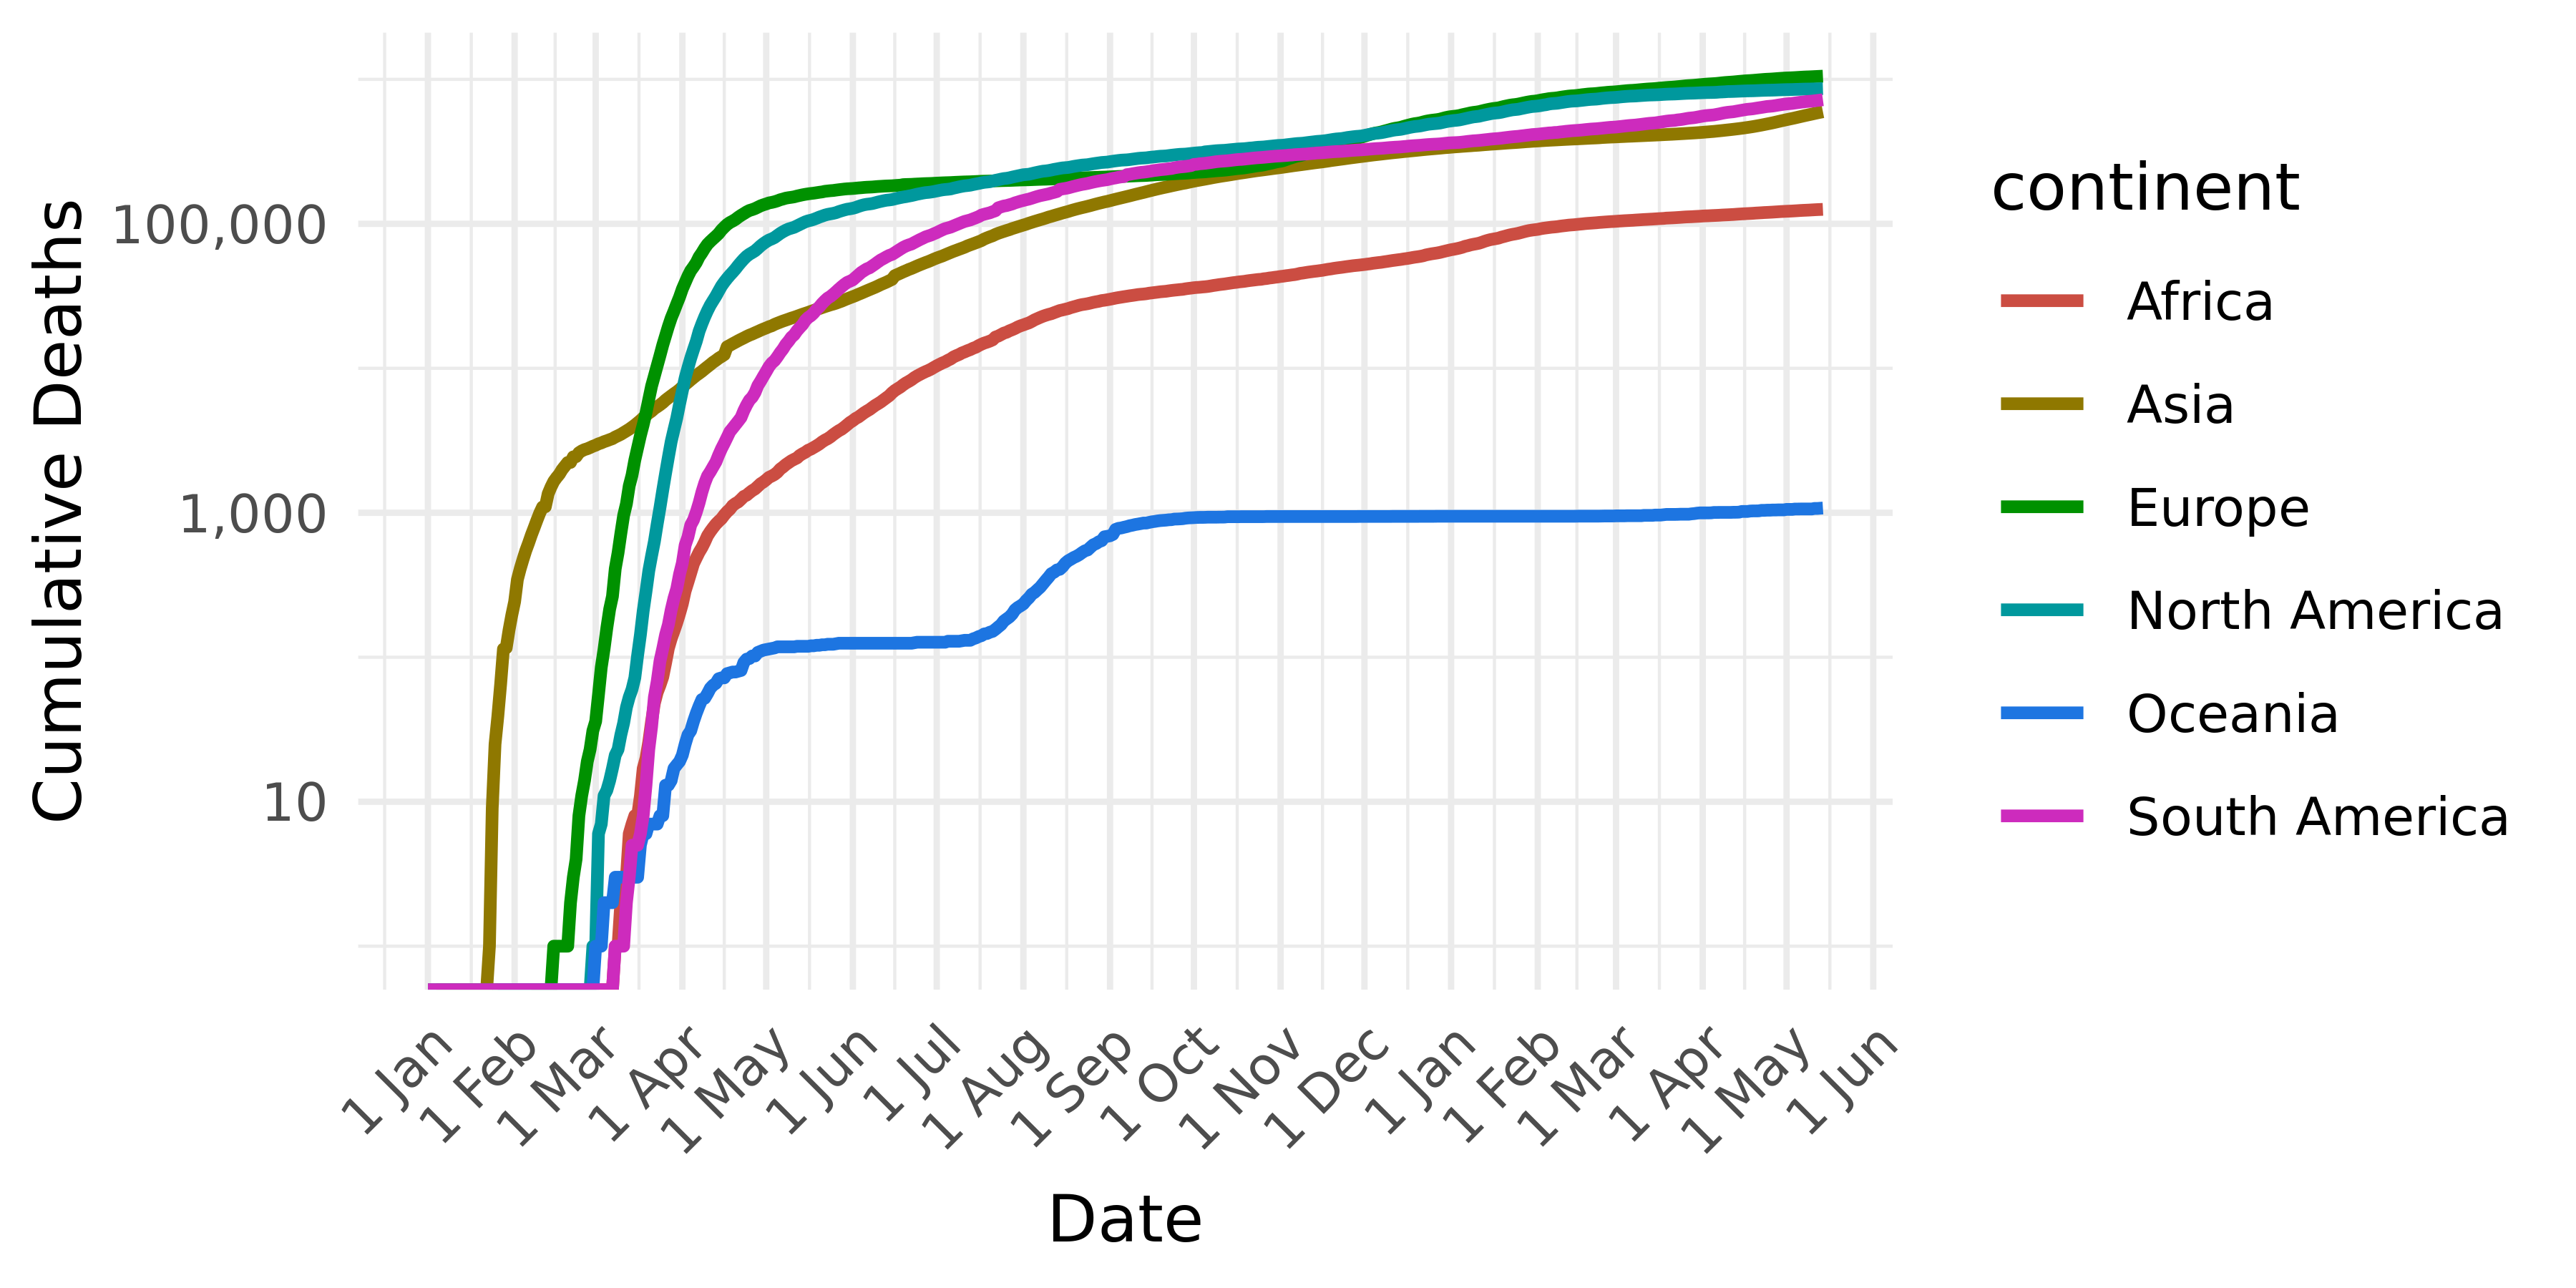 Cumulative Deaths
100,000
1,000
10
1 Jan
1 Feb
1 Mar
1 Apr
1 May
1 Jun
1 Jul
1 Aug
1 Sep
1 Oct
1 Nov
1 Dec
1 Jan
1 Feb
1 Mar
1 Apr
1 May
1 Jun
Date
continent
Africa
Asia
Europe
North America
Oceania
South America